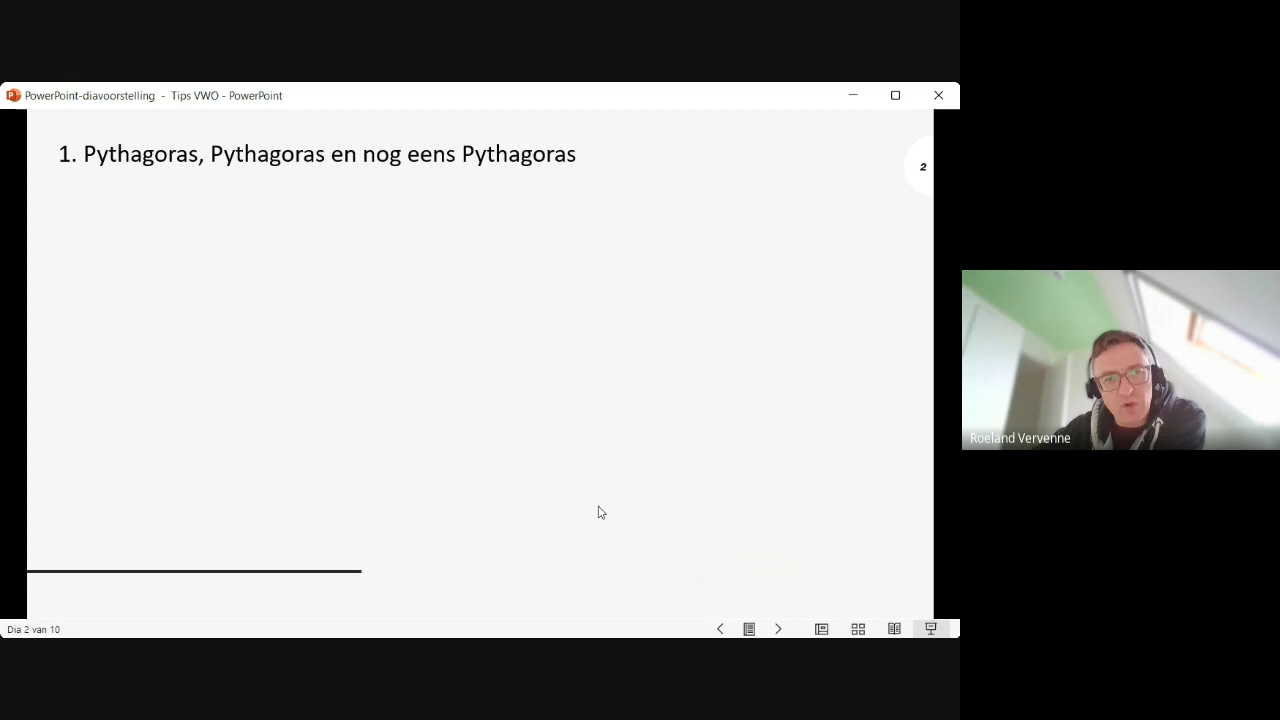 PowerPoint-diavoorstelling - Tips VWO - PowerPoint
1. Pythagoras, Pythagoras en nog eens Pythagoras
2
Roeland Vervenne
Dia 2 van 10